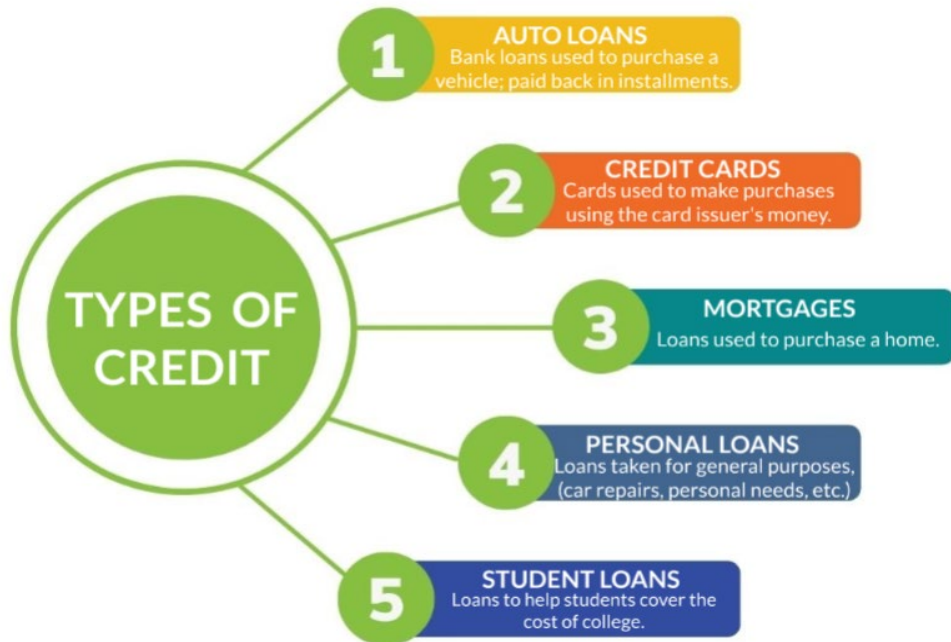 1
AUTO LOANS
Bank loans used to purchase a
vehicle; paid back in installments.
2
CREDIT CARDS
Cards used to make purchases
using the card issuer's money.
TYPES OF
CREDIT
3
MORTGAGES
Loans used to purchase a home.
4
PERSONAL LOANS
Loans taken for general purposes,
(car repairs, personal needs, etc.)
5
STUDENT LOANS
Loans to help students cover the
cost of college.